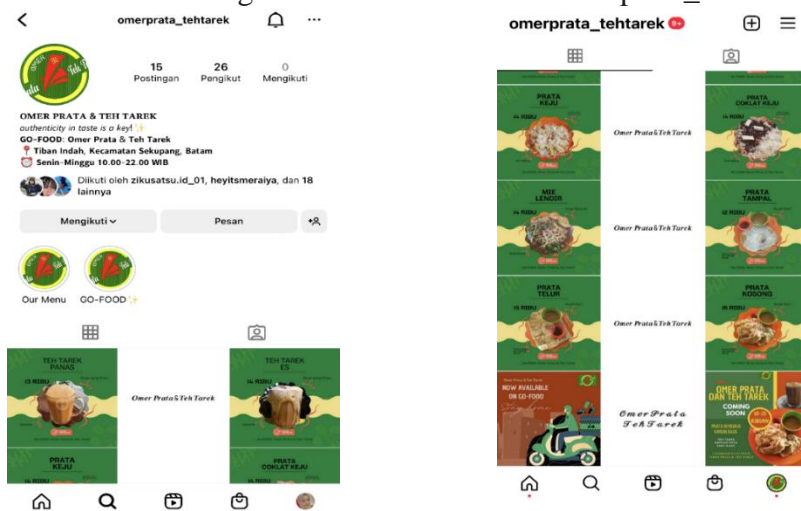 omerprata_tehtarek
15 26 0
Postingan Pengikut Mengikuti
OMER PRATA & TEH TAREK
authenticity in taste is a key! ✨
GO-FOOD: Omer Prata & Teh Tarek
📍 Tiban Indah, Kecamatan Sekupang, Batam
⏰ Senin-Minggu 10.00-22.00 WIB
Diikuti oleh zikusatsu.id_01, heyitsmeraiya, dan 18
lainnya
Mengikuti Pesan
Our Menu GO-FOOD ✨
TEH TAREK
PANAS
Omer Prata & Teh Tarek
TEH TAREK
ES
PRATA
KEJU
PRATA
COKLAT KEJU
omerprata_tehtarek 9+
PRATA
KEJU
Omer Prata & Teh Tarek
PRATA
COKLAT KEJU
MIE
LENDIR
Omer Prata & Teh Tarek
PRATA
TAMPAL
PRATA
TELUR
Omer Prata & Teh Tarek
PRATA
KOSONG
NOW AVAILABLE
ON GO-FOOD
Omer Prata
Teh Tarek
OMER PRATA
DAN TEH TAREK
COMING
SOON